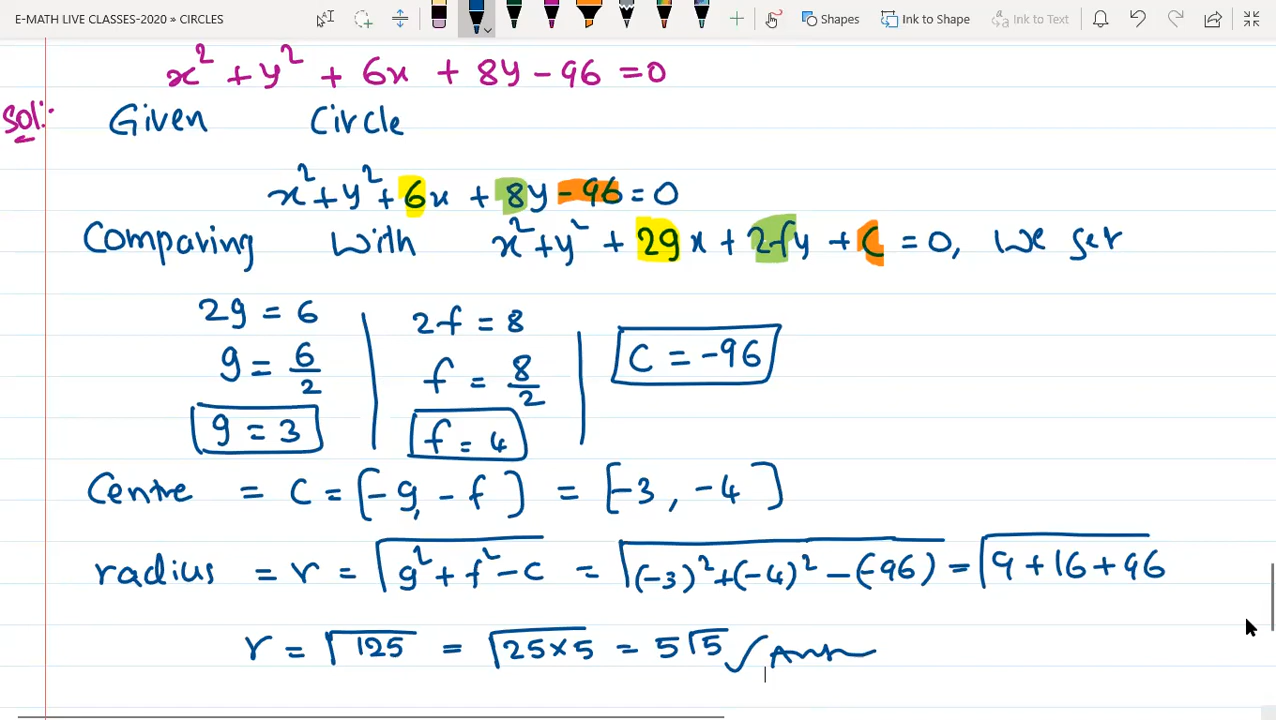 E-MATH LIVE CLASSES-2020 » CIRCLES Shapes Ink to Shape Ink to Text
x² + y² + 6x + 8y - 96 = 0
Sol:
Given Circle
x² + y² + 6x + 8y - 96 = 0
Comparing with x² + y² + 2gx + 2fy + c = 0, we get
2g = 6 | 2f = 8 | C = -96
g = 6/2 | f = 8/2
g = 3 | f = 4
Centre = C = [-g, -f] = [-3, -4]
radius = r = √(g² + f² - c) = √((-3)² + (-4)² - (-96)) = √(9 + 16 + 96
r = √125 = √(25 × 5) = 5√5